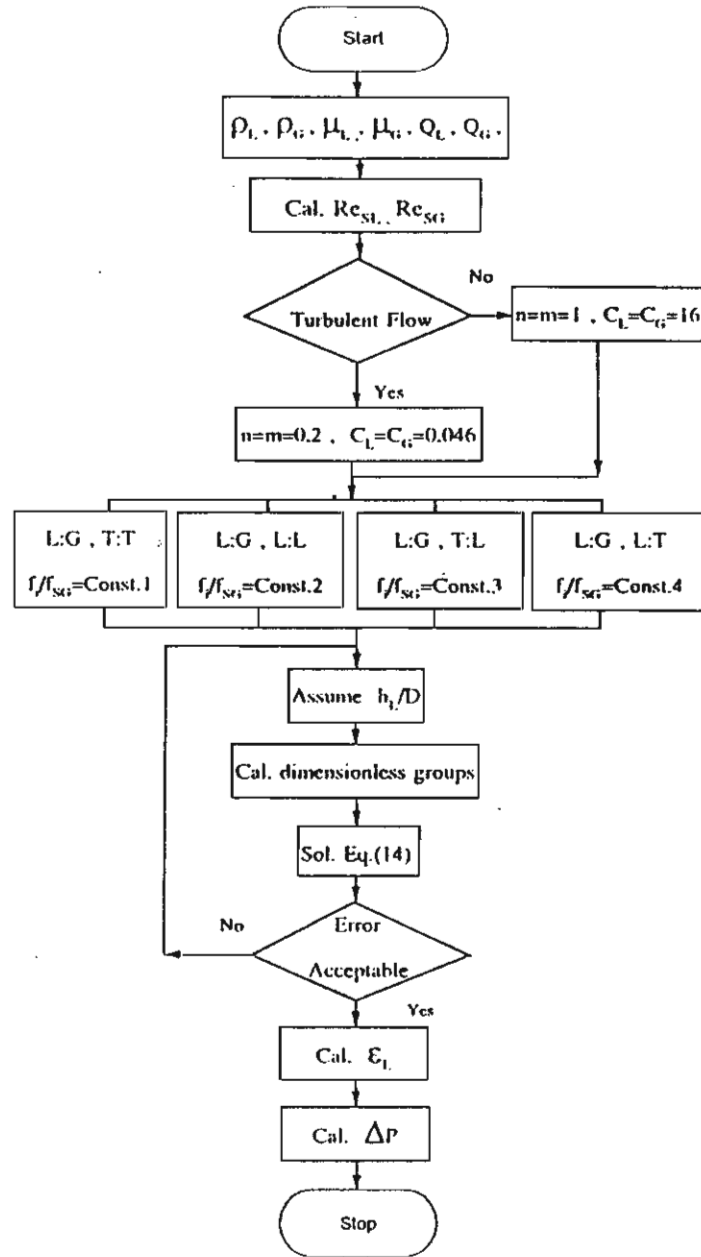 Start
ρL, ρG, μL, μG, QL, QG,
Cal. ReSL, ReSG
No
Turbulent Flow
n=m=1 , CL=CG=16
Yes
n=m=0.2 , CL=CG=0.046
L:G , T:T
fi/fSG=Const.1
L:G , L:L
fi/fSG=Const.2
L:G , T:L
fi/fSG=Const.3
L:G , L:T
fi/fSG=Const.4
Assume hL/D
Cal. dimensionless groups
Sol. Eq.(14)
No
Error
Acceptable
Yes
Cal. εL
Cal. ΔP
Stop